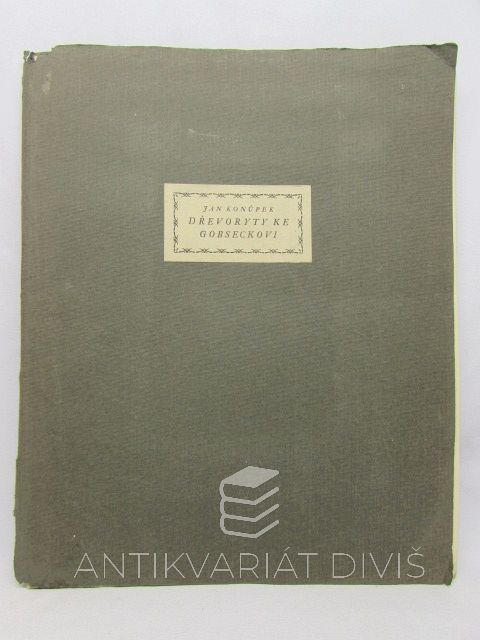 JAN KONŮPEK
DŘEVORYTY KE
GOBSECKOVI
ANTIKVARIÁT DIVIŠ